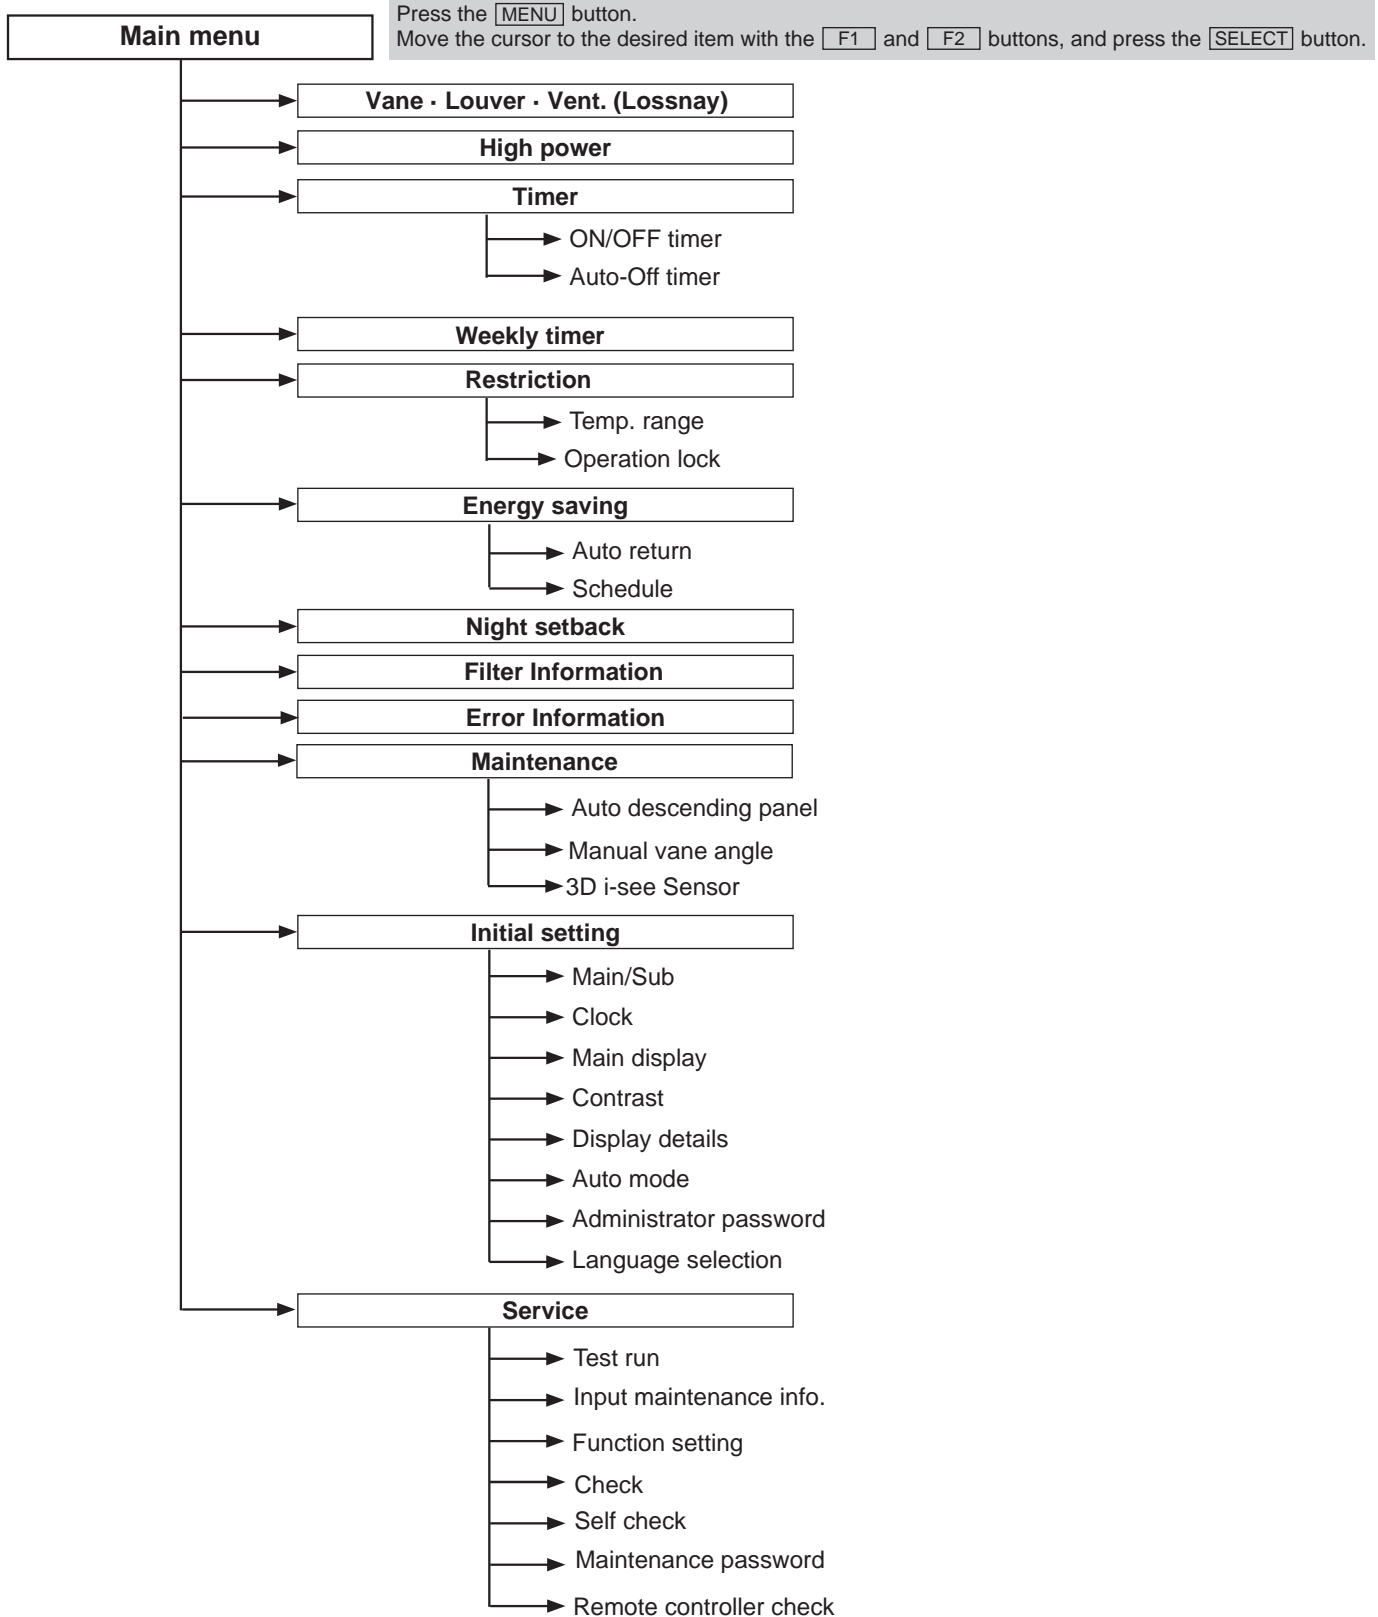 Main menu
Press the MENU button.
Move the cursor to the desired item with the F1 and F2 buttons, and press the SELECT button.
Vane · Louver · Vent. (Lossnay)
High power
Timer
ON/OFF timer
Auto-Off timer
Weekly timer
Restriction
Temp. range
Operation lock
Energy saving
Auto return
Schedule
Night setback
Filter Information
Error Information
Maintenance
Auto descending panel
Manual vane angle
3D i-see Sensor
Initial setting
Main/Sub
Clock
Main display
Contrast
Display details
Auto mode
Administrator password
Language selection
Service
Test run
Input maintenance info.
Function setting
Check
Self check
Maintenance password
Remote controller check